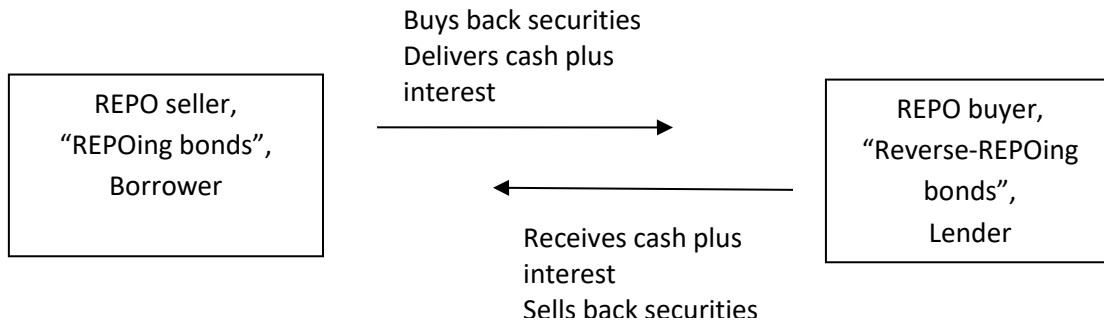 Buys back securities
Delivers cash plus
interest
REPO seller,
“REPOing bonds”,
Borrower
REPO buyer,
“Reverse-REPOing
bonds”,
Lender
Receives cash plus
interest
Sells back securities